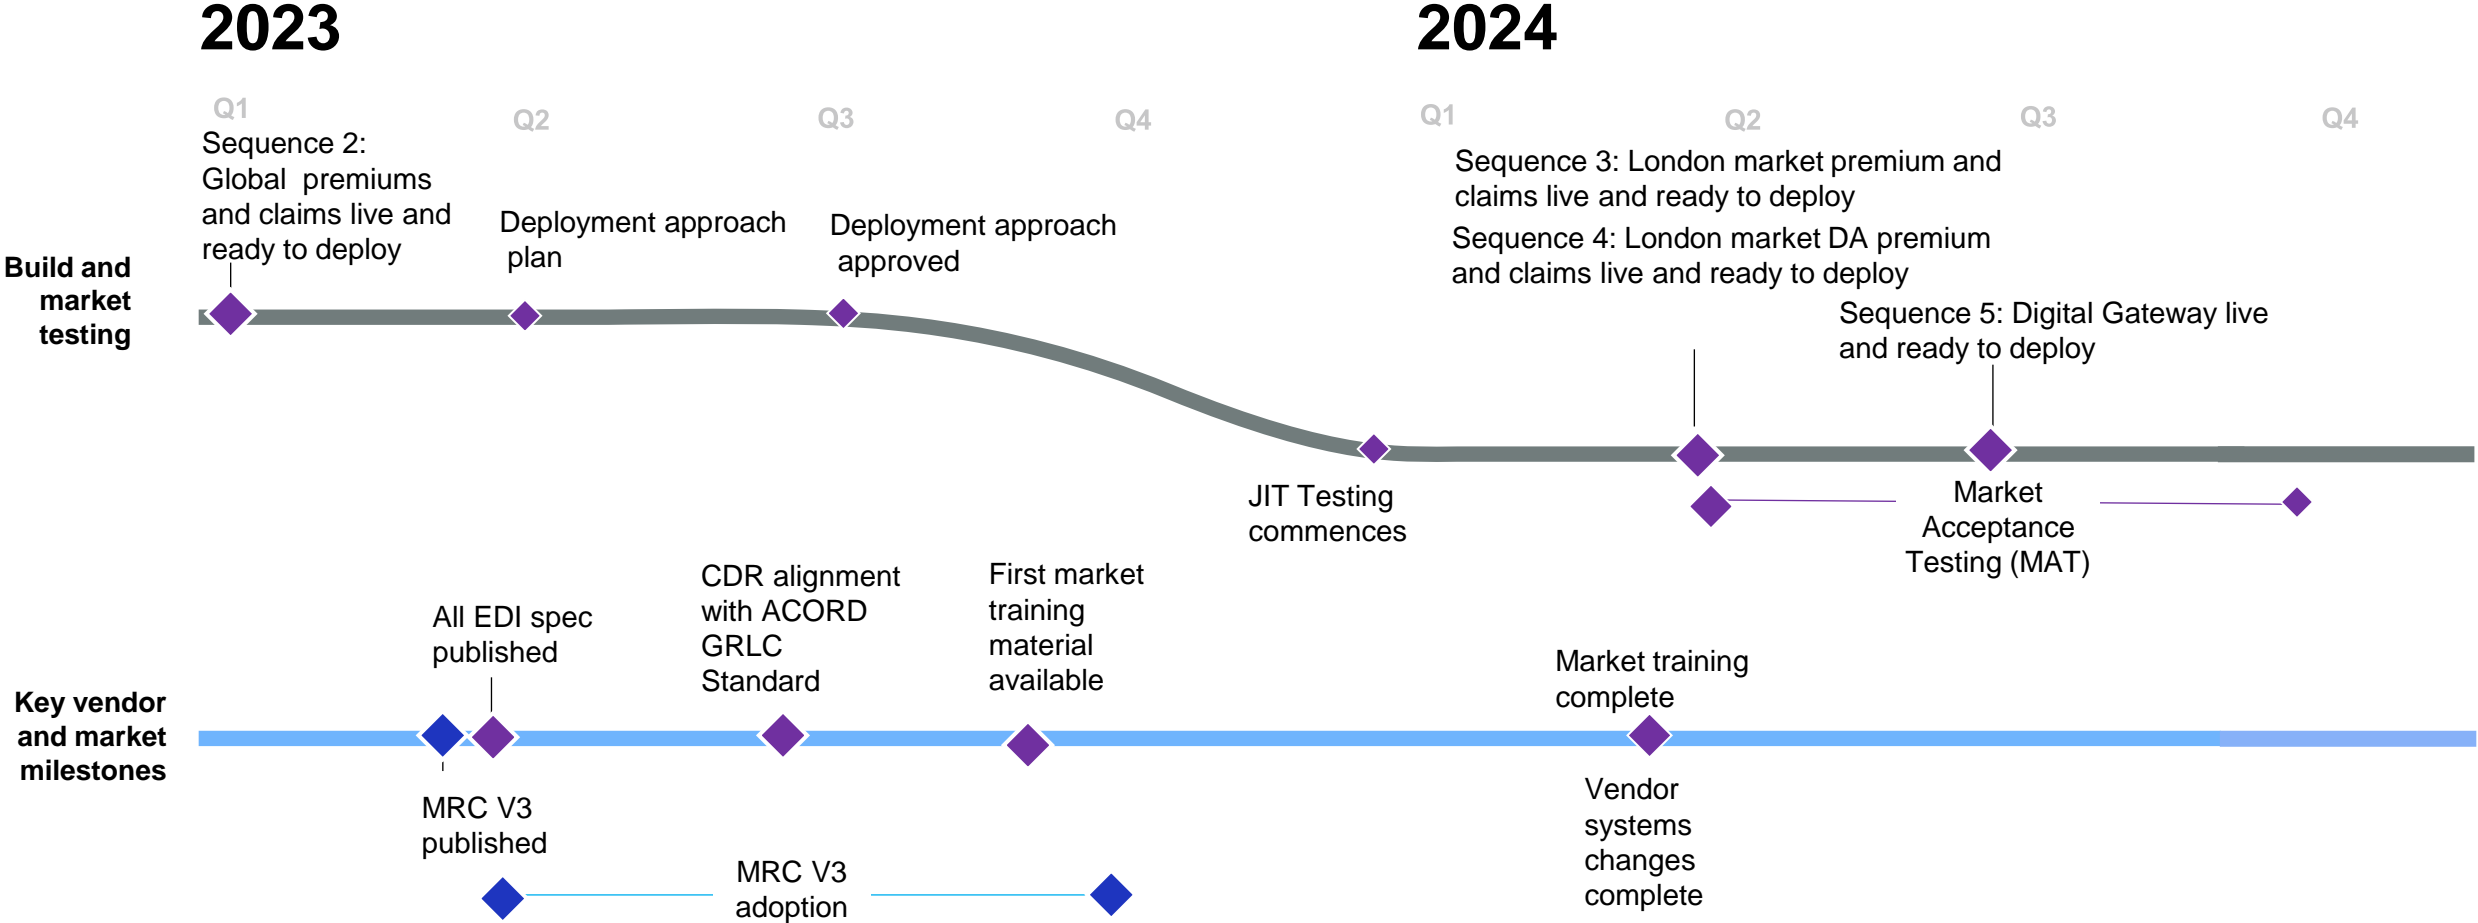 2023
2024
Q1
Q2
Q3
Q4
Q1
Q2
Q3
Q4
Sequence 2:
Global premiums
and claims live and
ready to deploy
Deployment approach
plan
Deployment approach
approved
Sequence 3: London market premium and
claims live and ready to deploy
Sequence 4: London market DA premium
and claims live and ready to deploy
Sequence 5: Digital Gateway live
and ready to deploy
Build and
market
testing
JIT Testing
commences
Market
Acceptance
Testing (MAT)
All EDI spec
published
CDR alignment
with ACORD
GRLC
Standard
First market
training
material
available
Market training
complete
Key vendor
and market
milestones
MRC V3
published
MRC V3
adoption
Vendor
systems
changes
complete